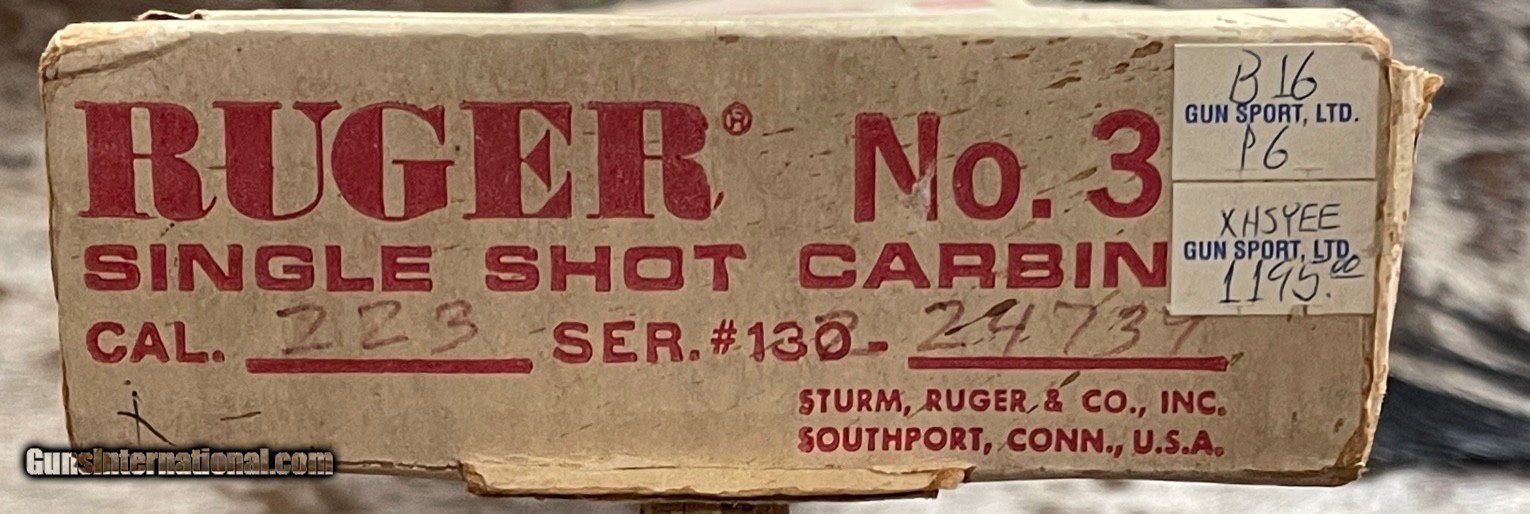 RUGER® No. 3
SINGLE SHOT CARBIN
CAL. 223 SER. #132- 24737
STURM, RUGER & CO., INC.
SOUTHPORT, CONN., U.S.A.
B16
GUN SPORT, LTD.
P6
XHSYEE
GUN SPORT, LTD.
1195.00
GunsInternational.com